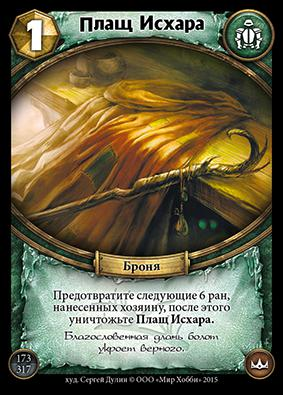 1
Плащ Исхара
Броня
Предотвратите следующие 6 ран,
нанесенных хозяину, после этого
уничтожьте Плащ Исхара.
Благословенная длань болот
укроет верного.
173
317
худ. Сергей Дулин © ООО «Мир Хобби» 2015